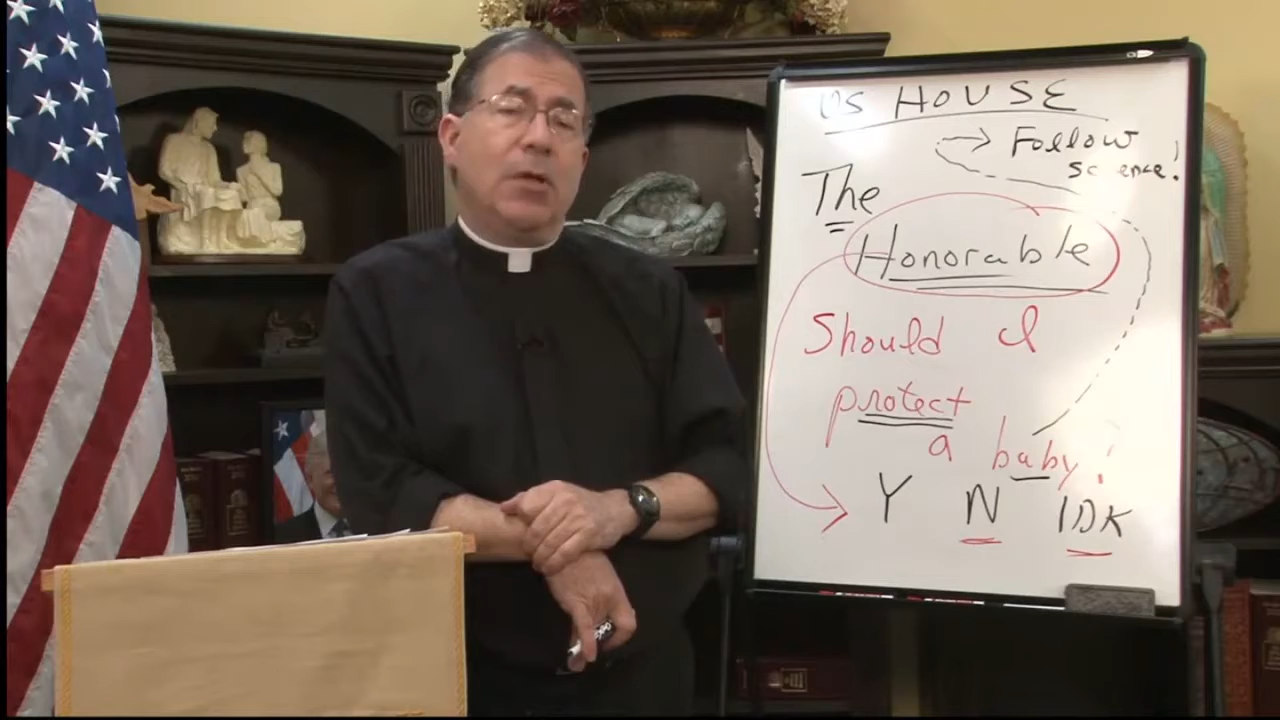 US HOUSE
Follow
science!
The
Honorable
Should I
protect
a baby?
Y N IDK